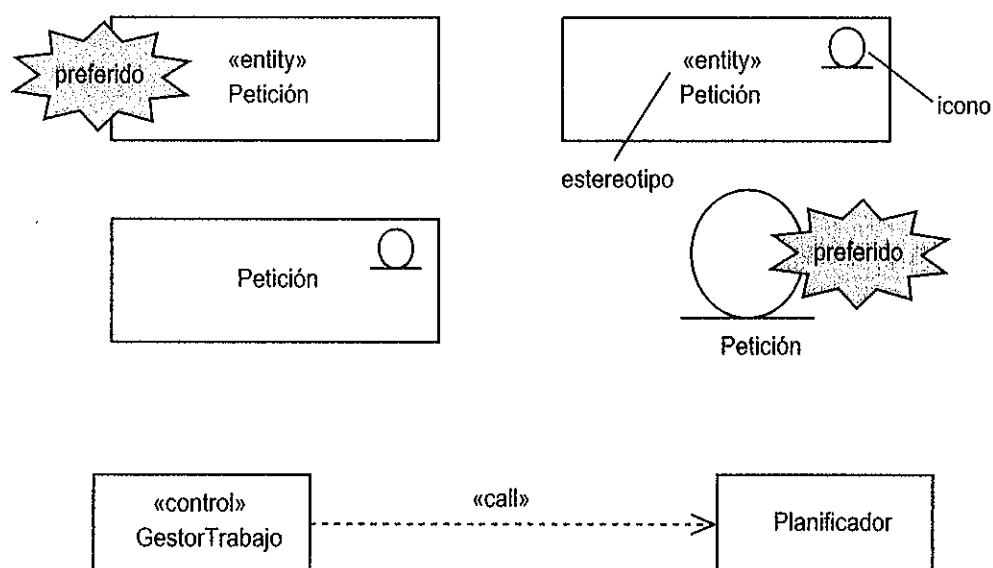 preferido
«entity»
Petición
«entity»
Petición
icono
estereotipo
Petición
preferido
Petición
«control»
GestorTrabajo
«call»
Planificador